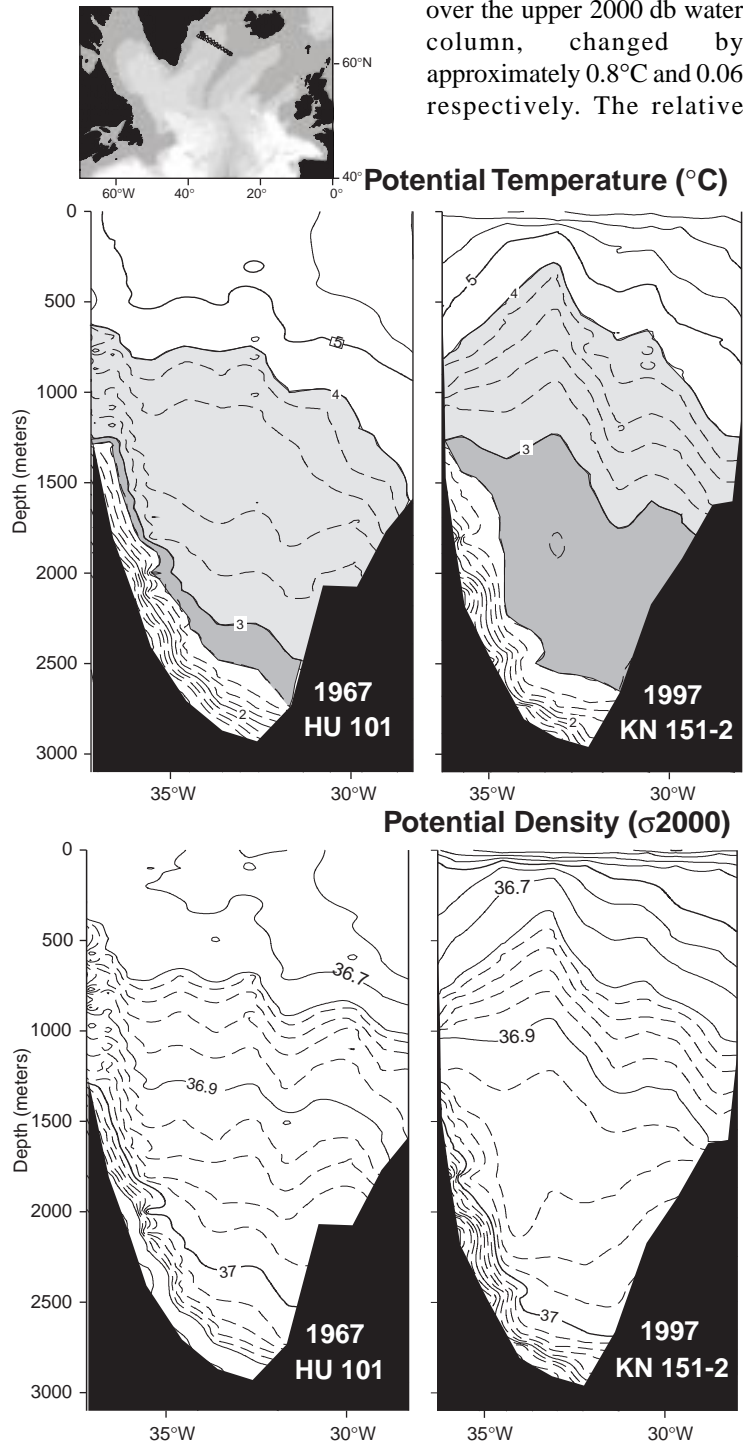 over the upper 2000 db water
column, changed by
approximately 0.8°C and 0.06
respectively. The relative
60°N
40°
60°W 40° 20° 0°
Potential Temperature (°C)
0
500
1000
1500
2000
2500
3000
Depth (meters)
5
4
3
2
1967
HU 101
35°W 30°W
5
4
3
2
1997
KN 151-2
35°W 30°W
Potential Density (σ2000)
0
500
1000
1500
2000
2500
3000
Depth (meters)
36.7
36.9
37
1967
HU 101
35°W 30°W
36.7
36.9
37
1997
KN 151-2
35°W 30°W